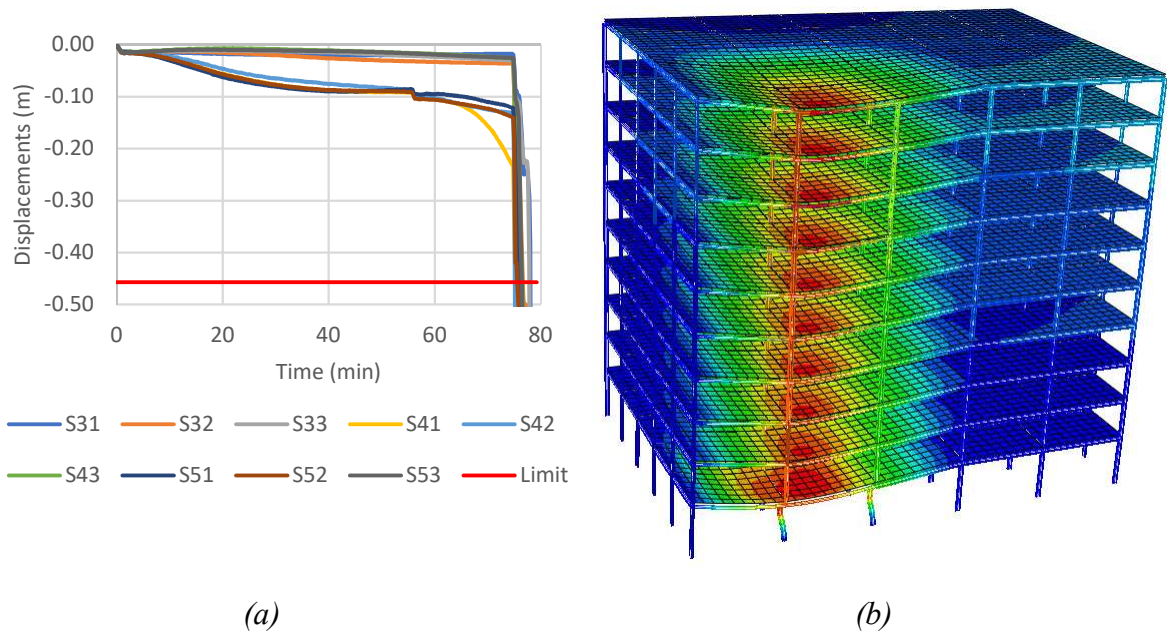 0.00
-0.10
-0.20
-0.30
-0.40
-0.50
Displacements (m)
0 20 40 60 80
Time (min)
S31 S32 S33 S41 S42
S43 S51 S52 S53 Limit
(a) (b)